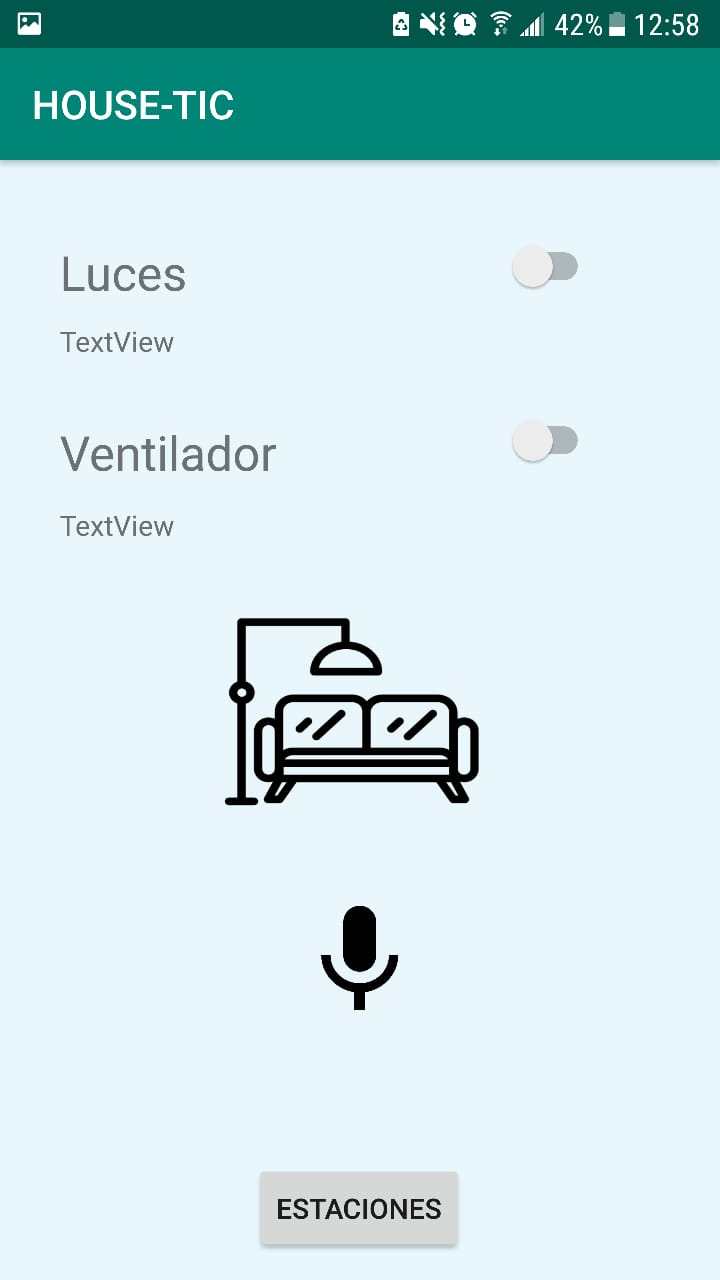 42% 12:58
HOUSE-TIC
Luces
TextView
Ventilador
TextView
ESTACIONES